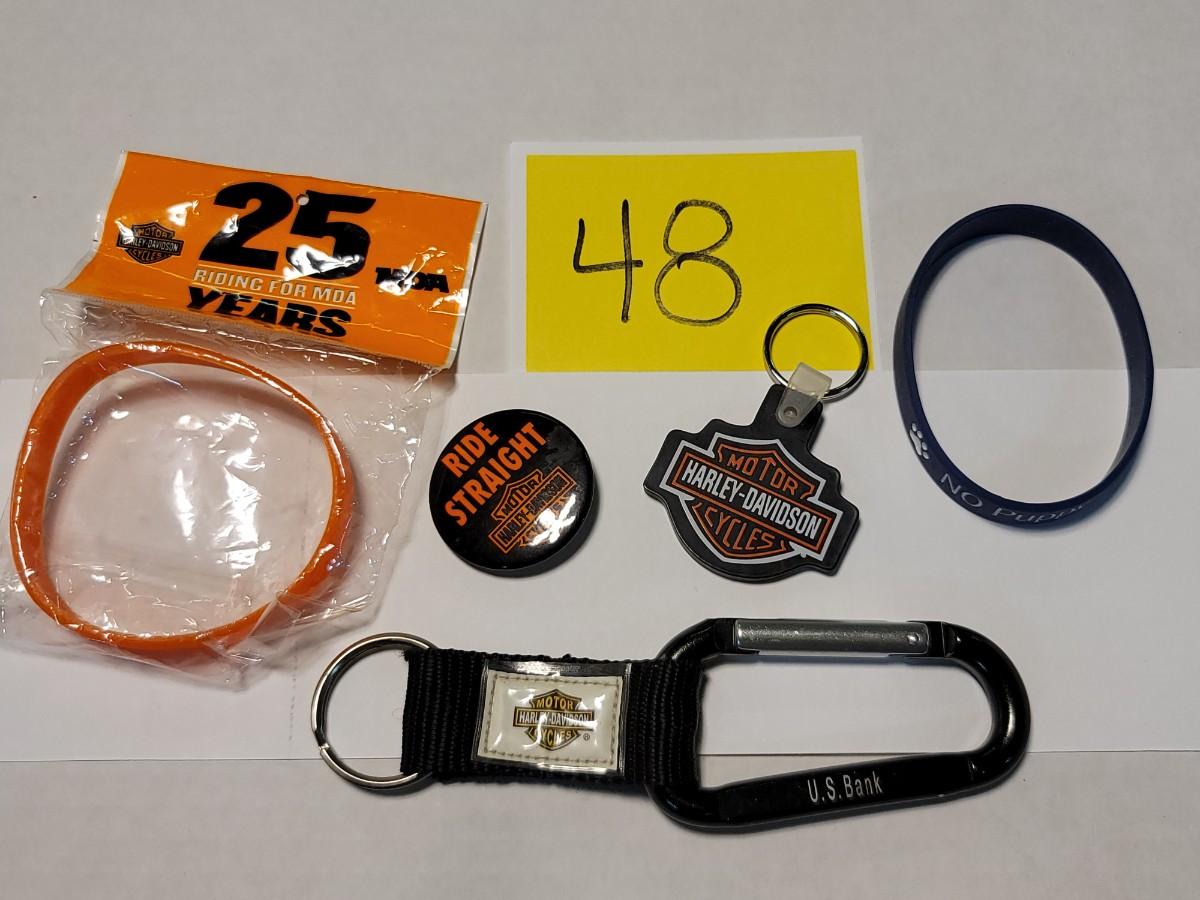 MOTOR
HARLEY-DAVIDSON
CYCLES
25
RIDING FOR MDA
YEARS
MDA
48
RIDE
STRAIGHT
MOTOR
HARLEY-DAVIDSON
CYCLES
MOTOR
HARLEY-DAVIDSON
CYCLES
NO
MOTOR
HARLEY-DAVIDSON
CYCLES
®
U.S.Bank